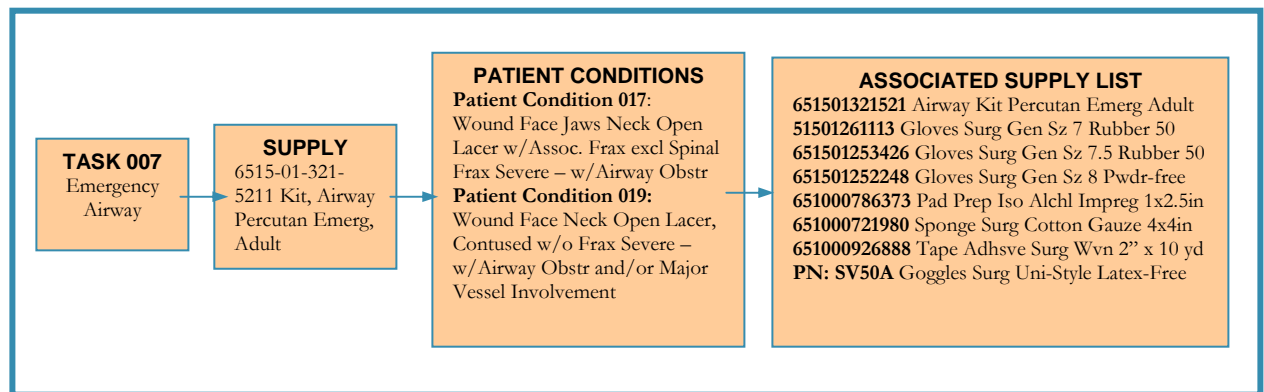 TASK 007
Emergency
Airway
SUPPLY
6515-01-321-
5211 Kit, Airway
Percutan Emerg,
Adult
PATIENT CONDITIONS
Patient Condition 017:
Wound Face Jaws Neck Open
Lacer w/Assoc. Frax excl Spinal
Frax Severe – w/Airway Obstr
Patient Condition 019:
Wound Face Neck Open Lacer,
Contused w/o Frax Severe –
w/Airway Obstr and/or Major
Vessel Involvement
ASSOCIATED SUPPLY LIST
651501321521 Airway Kit Percutan Emerg Adult
51501261113 Gloves Surg Gen Sz 7 Rubber 50
651501253426 Gloves Surg Gen Sz 7.5 Rubber 50
651501252248 Gloves Surg Gen Sz 8 Pwdr-free
651000786373 Pad Prep Iso Alchl Impreg 1x2.5in
651000721980 Sponge Surg Cotton Gauze 4x4in
651000926888 Tape Adhsve Surg Wvn 2” x 10 yd
PN: SV50A Goggles Surg Uni-Style Latex-Free